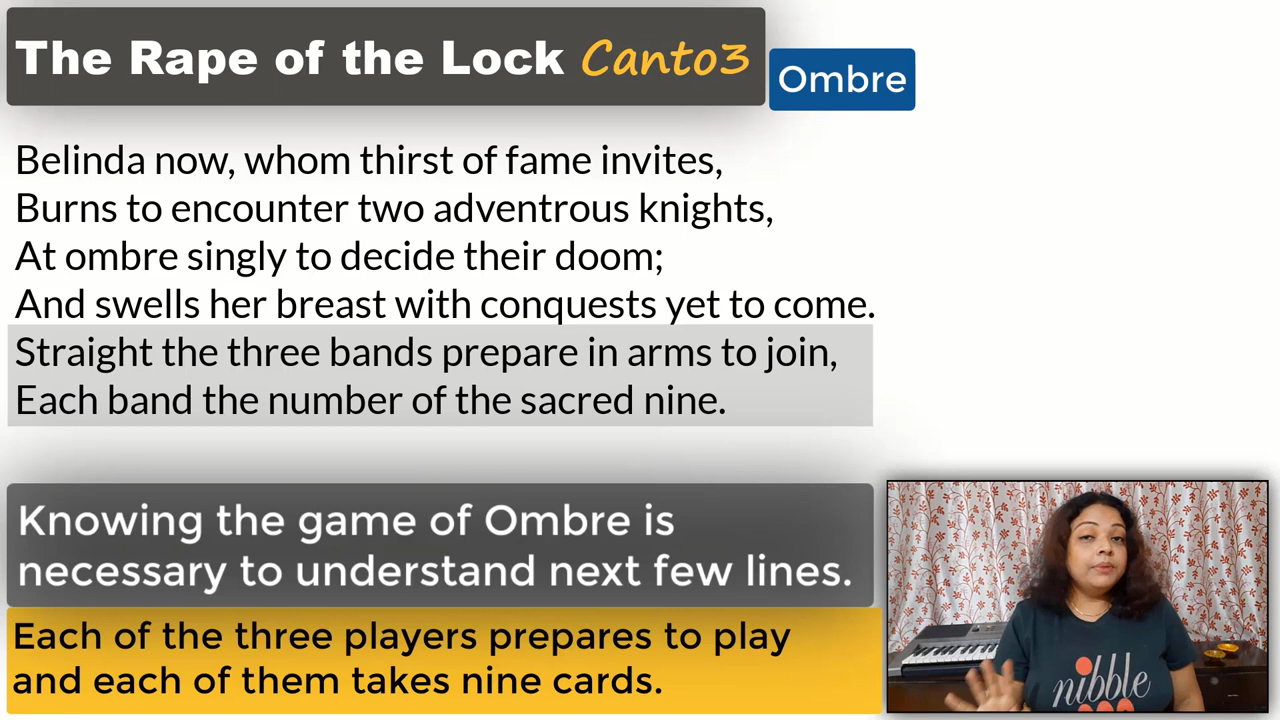 The Rape of the Lock Canto3
Ombre
Belinda now, whom thirst of fame invites,
Burns to encounter two adventrous knights,
At ombre singly to decide their doom;
And swells her breast with conquests yet to come.
Straight the three bands prepare in arms to join,
Each band the number of the sacred nine.
Knowing the game of Ombre is
necessary to understand next few lines.
Each of the three players prepares to play
and each of them takes nine cards.
nibble